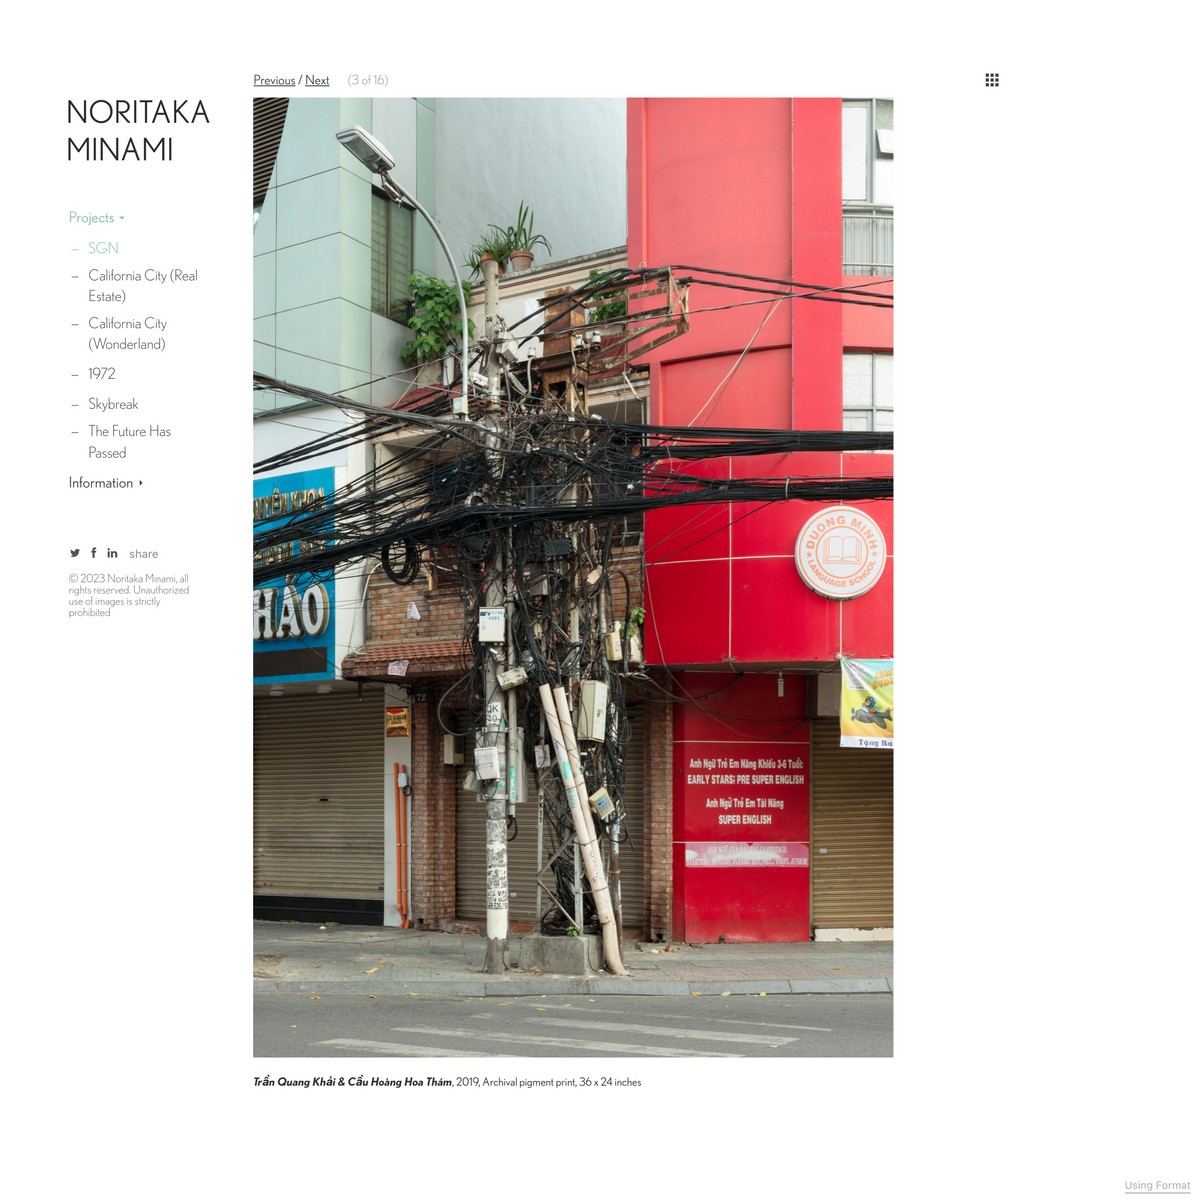 Previous / Next (3 of 16)
NORITAKA
MINAMI
Projects
– SGN
– California City (Real
Estate)
– California City
(Wonderland)
– 1972
– Skybreak
– The Future Has
Passed
Information
share
© 2023 Noritaka Minami, all
rights reserved. Unauthorized
use of images is strictly
prohibited
HẢO
72
QK
DUONG MINH
LANGUAGE SCHOOL
Tặng
Anh Ngữ Trẻ Em Năng Khiếu 3-6 Tuổi:
EARLY STARS; PRE SUPER ENGLISH
Anh Ngữ Trẻ Em Tài Năng
SUPER ENGLISH
Trần Quang Khải & Cầu Hoàng Hoa Thám, 2019, Archival pigment print, 36 x 24 inches
Using Format